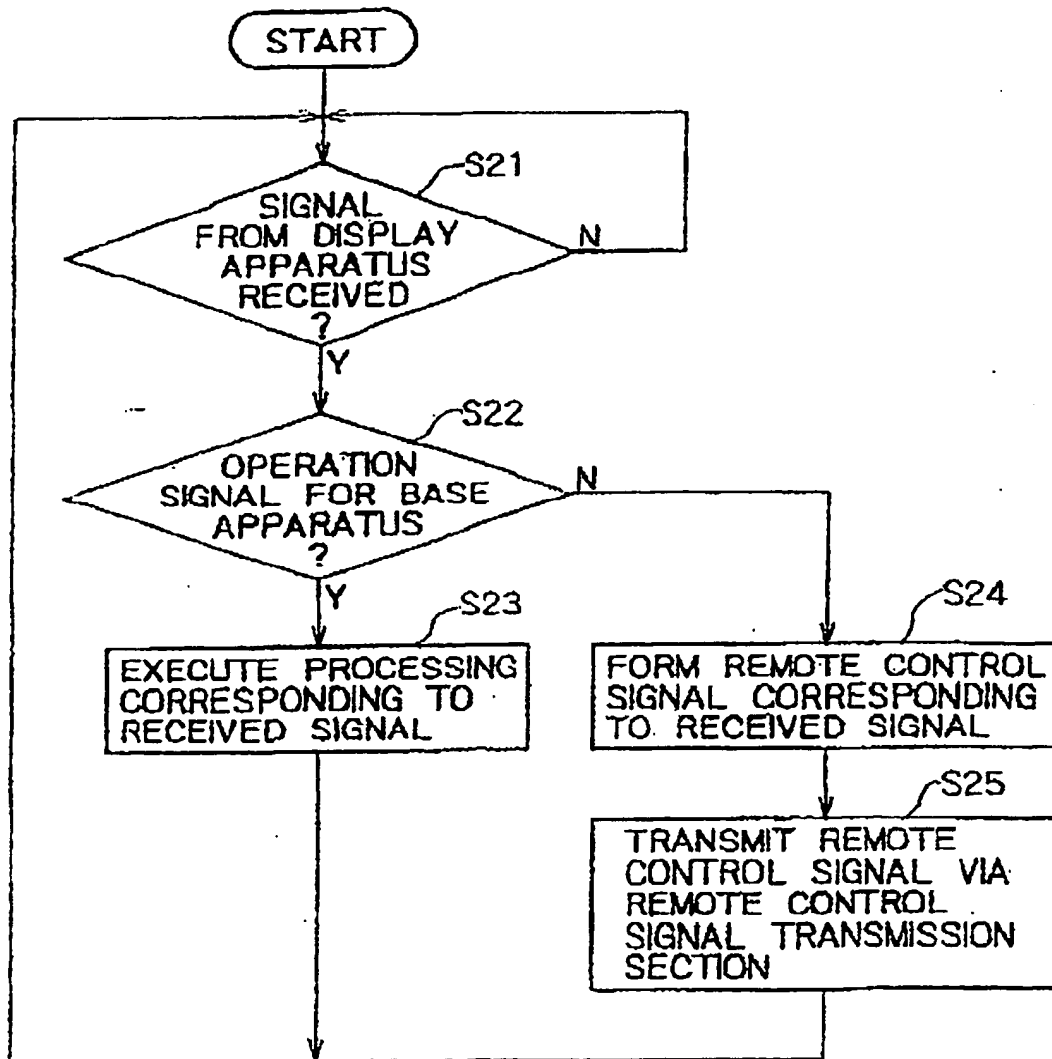 START
S21
SIGNAL
FROM DISPLAY
APPARATUS
RECEIVED
?
N
Y
S22
OPERATION
SIGNAL FOR BASE
APPARATUS
?
N
Y
S23
EXECUTE PROCESSING
CORRESPONDING TO
RECEIVED SIGNAL
S24
FORM REMOTE CONTROL
SIGNAL CORRESPONDING
TO RECEIVED SIGNAL
S25
TRANSMIT REMOTE
CONTROL SIGNAL VIA
REMOTE CONTROL
SIGNAL TRANSMISSION
SECTION